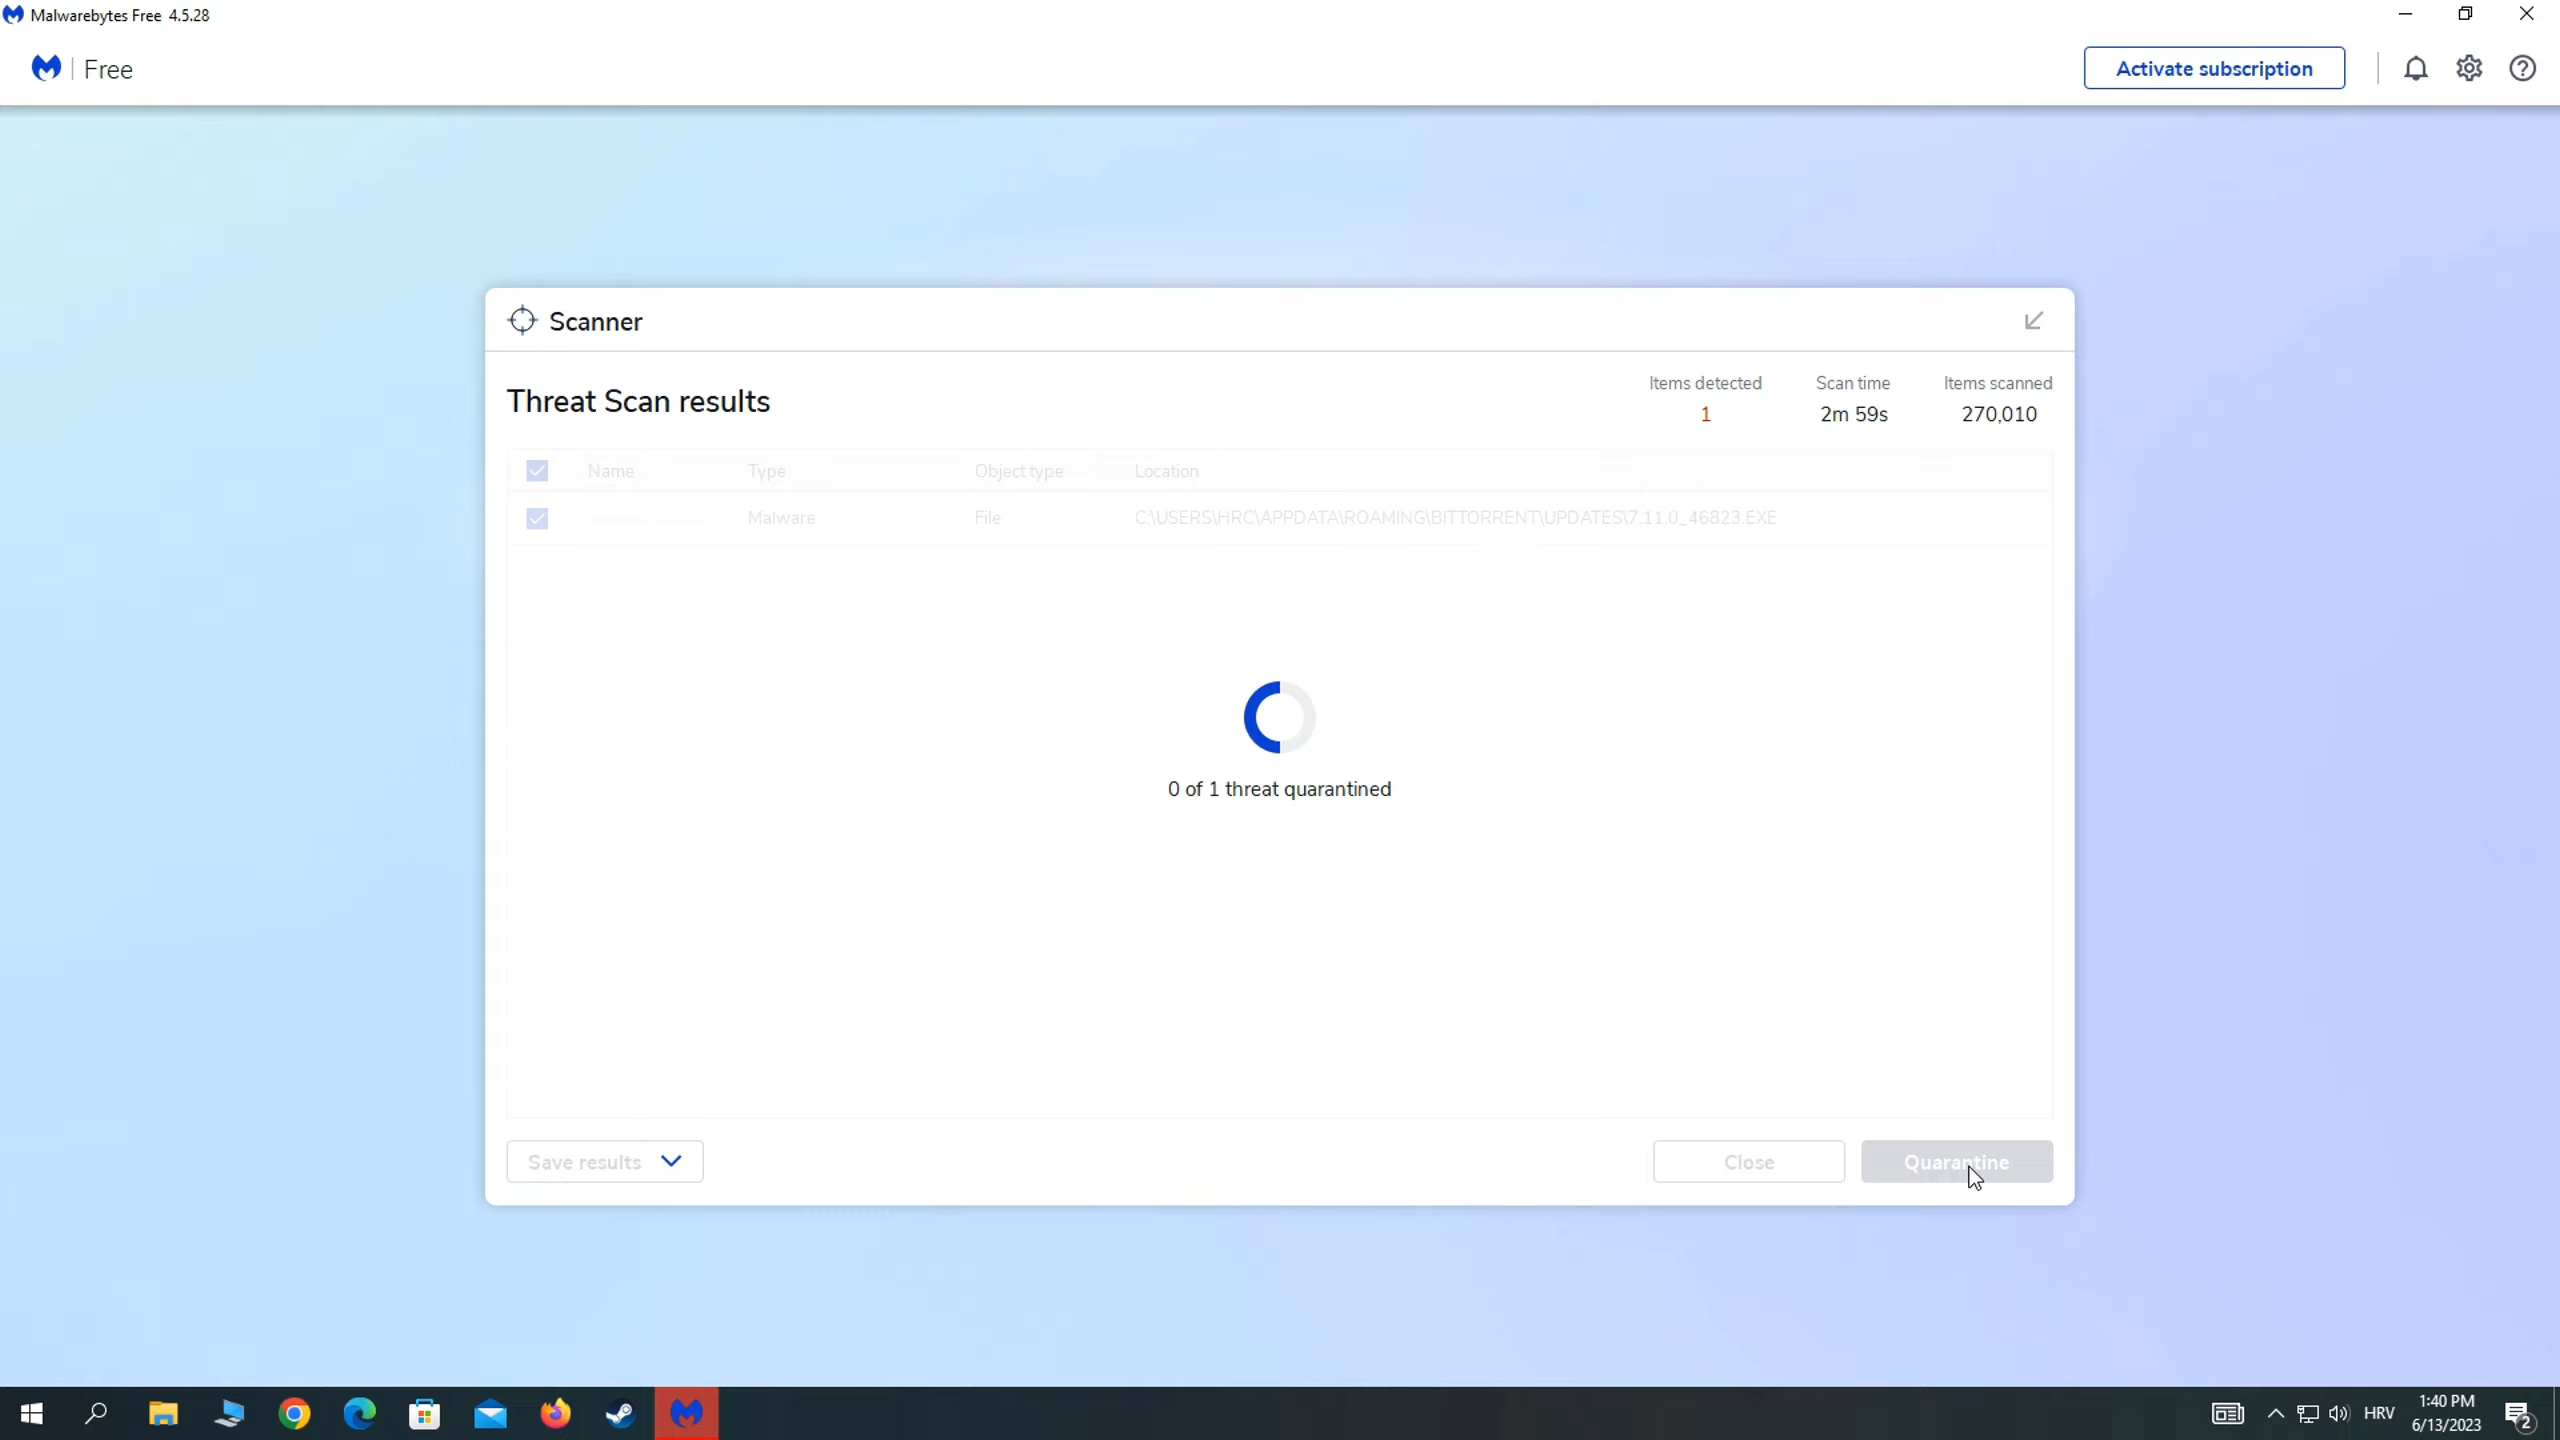 Malwarebytes Free 4.5.28
Free
Activate subscription
Scanner
Threat Scan results
Items detected
1
Scan time
2m 59s
Items scanned
270,010
Name Type Object type Location
Malware File C:\USERS\HRC\APPDATA\ROAMING\BITTORRENT\UPDATES\7.11.0_46823.EXE
0 of 1 threat quarantined
Save results
Close
Quarantine
HRV
1:40 PM
6/13/2023
2